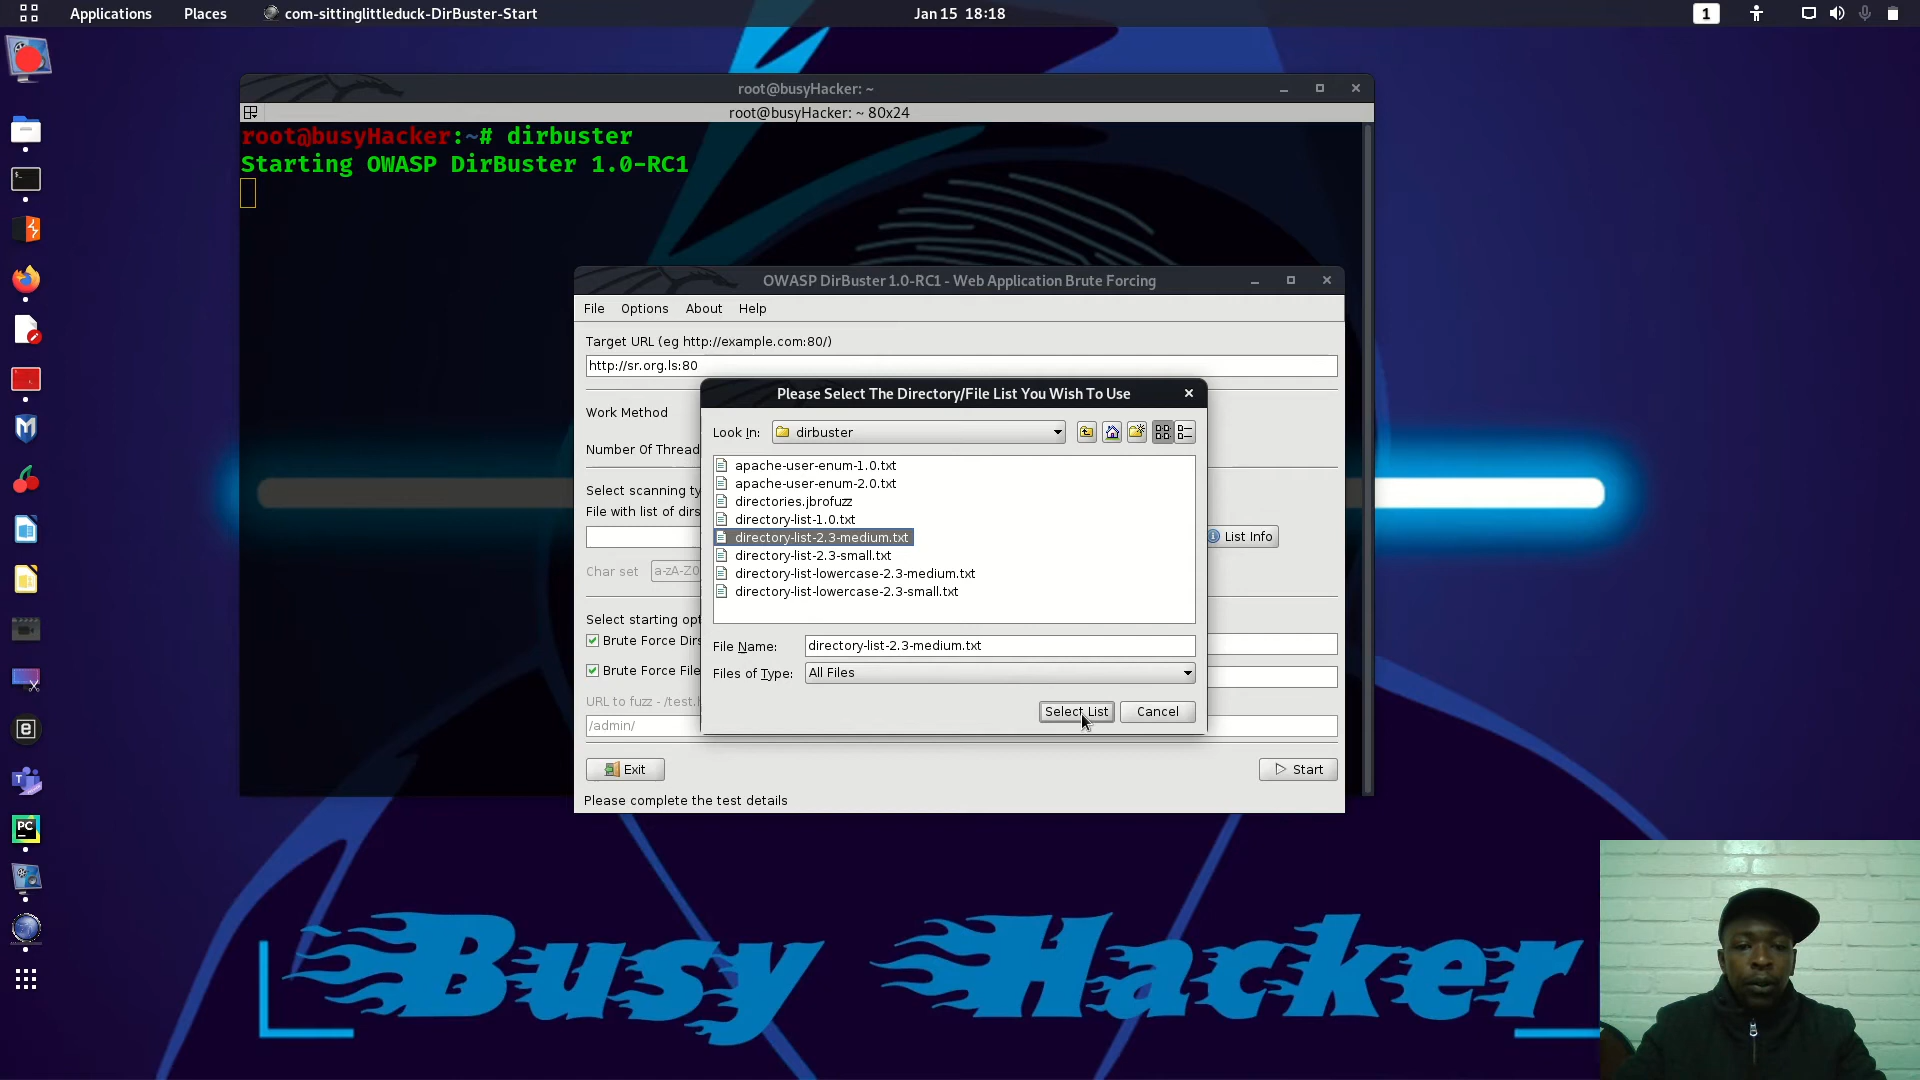 Applications Places com-sittinglittleduck-DirBuster-Start Jan 15 18:18 1
root@busyHacker: ~
root@busyHacker: ~ 80x24
root@busyHacker:~# dirbuster
Starting OWASP DirBuster 1.0-RC1
OWASP DirBuster 1.0-RC1 - Web Application Brute Forcing
File Options About Help
Target URL (eg http://example.com:80/)
http://sr.org.ls:80
Work Method
Number Of Thread
Select scanning ty
File with list of dirs
List Info
Char set a-zA-Z0
Select starting opt
Brute Force Dirs
Brute Force File
URL to fuzz - /test.
/admin/
Exit
Start
Please complete the test details
Please Select The Directory/File List You Wish To Use
Look In: dirbuster
apache-user-enum-1.0.txt
apache-user-enum-2.0.txt
directories.jbrofuzz
directory-list-1.0.txt
directory-list-2.3-medium.txt
directory-list-2.3-small.txt
directory-list-lowercase-2.3-medium.txt
directory-list-lowercase-2.3-small.txt
File Name: directory-list-2.3-medium.txt
Files of Type: All Files
Select List Cancel
PC
Busy Hacker